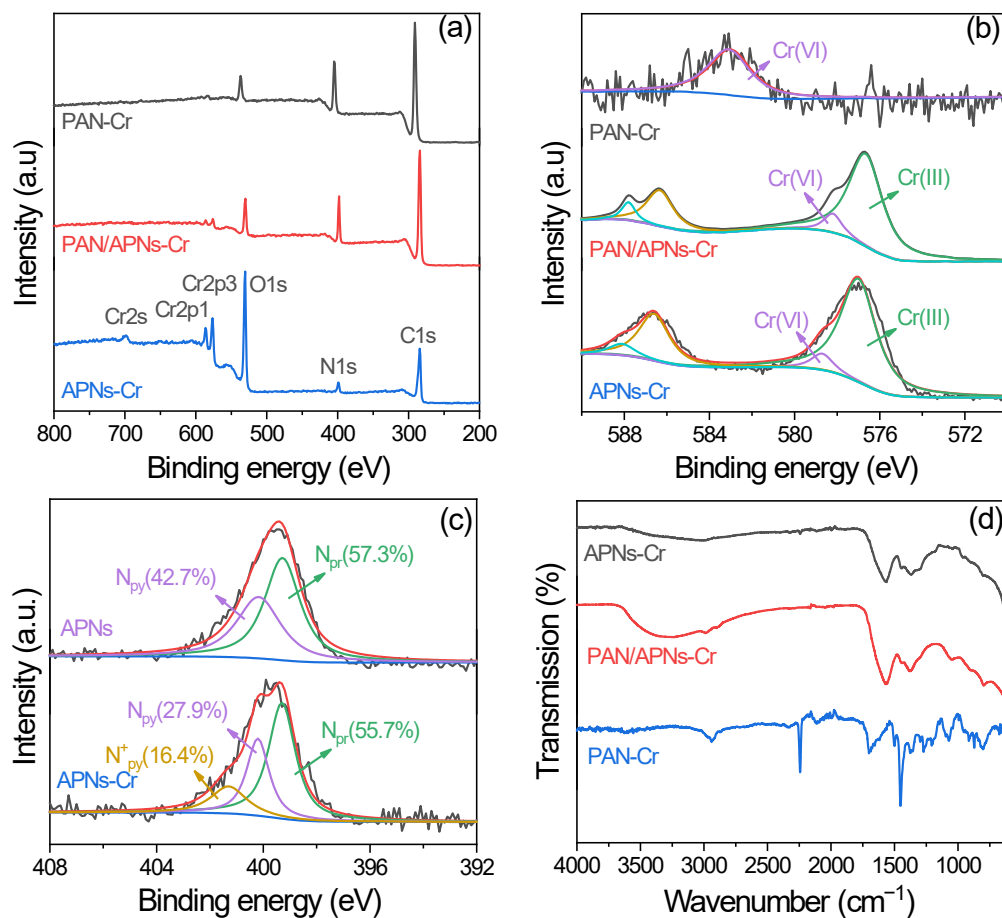 (a)
Intensity (a.u)
PAN-Cr
PAN/APNs-Cr
Cr2s
Cr2p1
Cr2p3
O1s
N1s
C1s
APNs-Cr
800 700 600 500 400 300 200
Binding energy (eV)
(b)
Intensity (a.u)
Cr(VI)
PAN-Cr
Cr(VI)
Cr(III)
PAN/APNs-Cr
Cr(VI)
Cr(III)
APNs-Cr
588 584 580 576 572
Binding energy (eV)
(c)
Intensity (a.u.)
Npy(42.7%)
Npr(57.3%)
APNs
Npy(27.9%)
N+py(16.4%)
Npr(55.7%)
APNs-Cr
408 404 400 396 392
Binding energy (eV)
(d)
Transmission (%)
APNs-Cr
PAN/APNs-Cr
PAN-Cr
4000 3500 3000 2500 2000 1500 1000
Wavenumber (cm⁻¹)